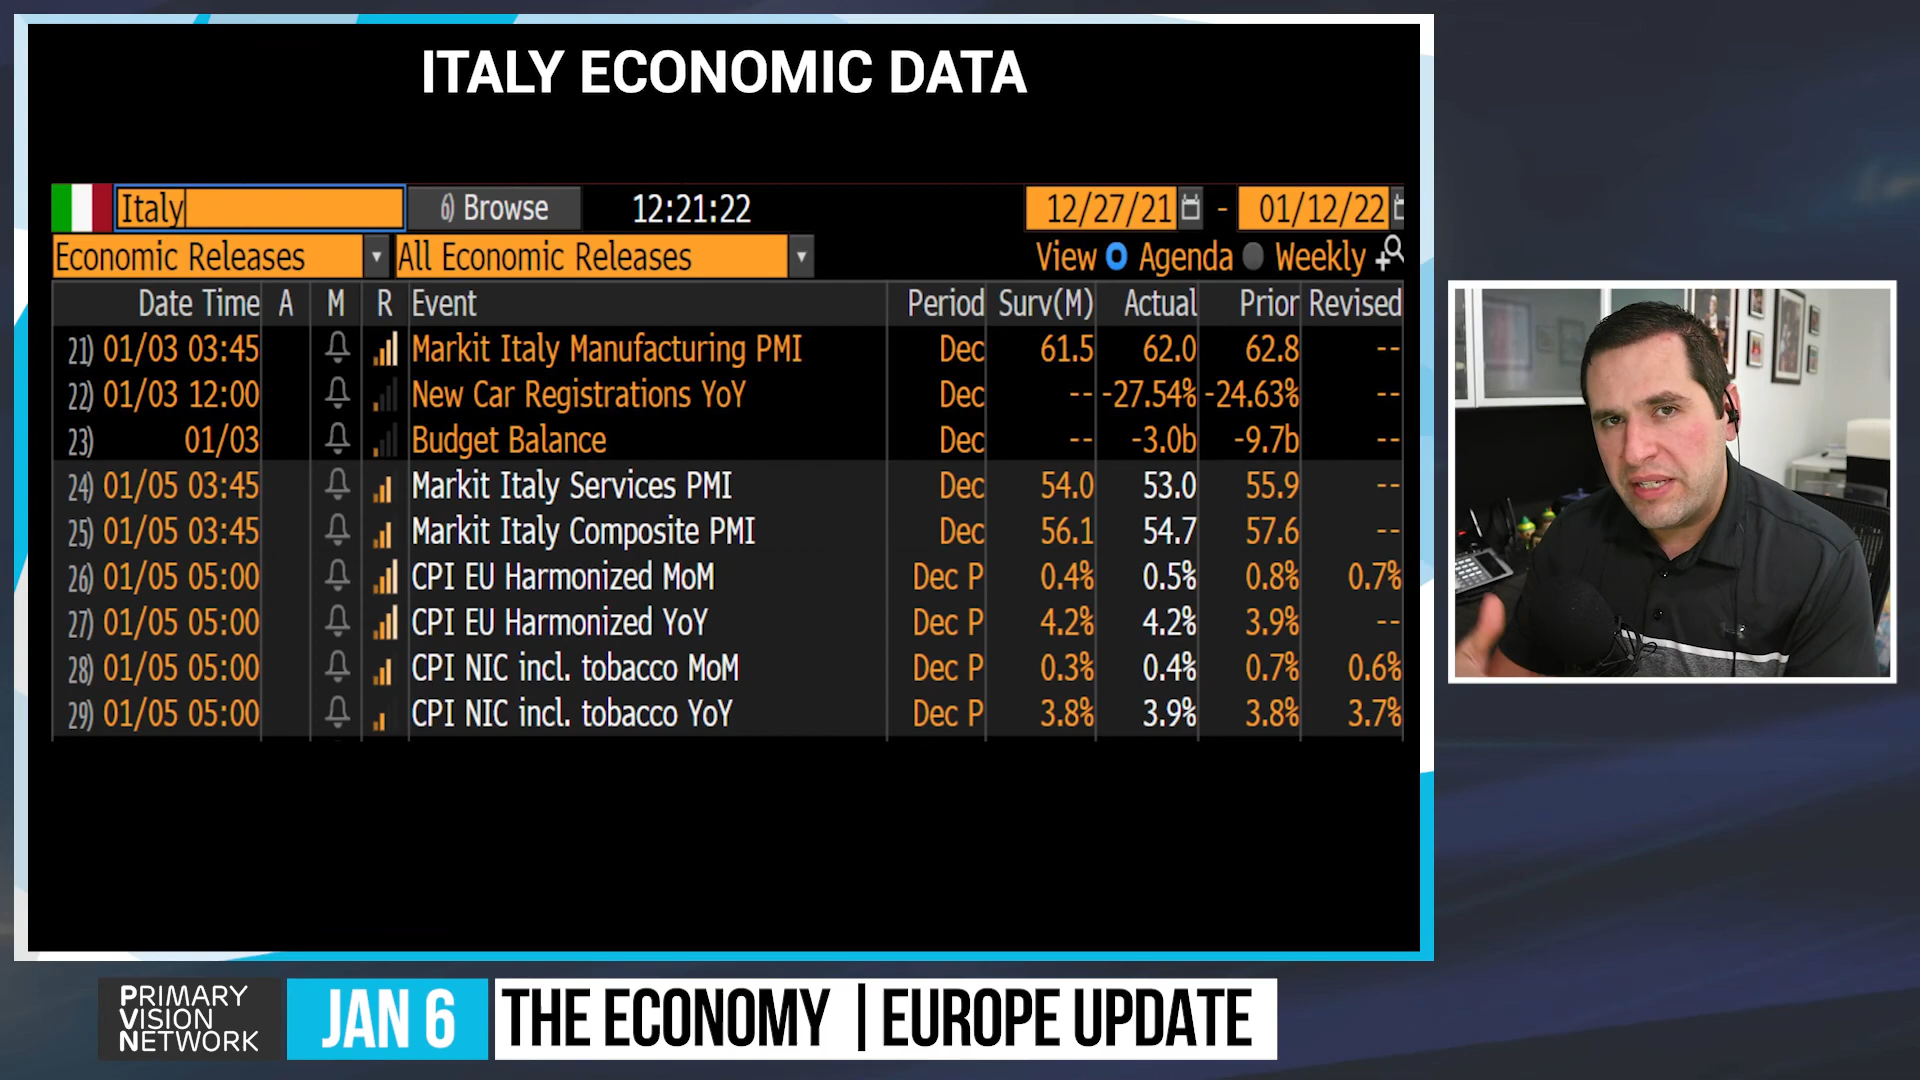 ITALY ECONOMIC DATA
Italy 6) Browse 12:21:22 12/27/21 - 01/12/22
Economic Releases All Economic Releases View Agenda Weekly
Date Time A M R Event Period Surv(M) Actual Prior Revised
21) 01/03 03:45 Markit Italy Manufacturing PMI Dec 61.5 62.0 62.8 --
22) 01/03 12:00 New Car Registrations YoY Dec -- -27.54% -24.63% --
23) 01/03 Budget Balance Dec -- -3.0b -9.7b --
24) 01/05 03:45 Markit Italy Services PMI Dec 54.0 53.0 55.9 --
25) 01/05 03:45 Markit Italy Composite PMI Dec 56.1 54.7 57.6 --
26) 01/05 05:00 CPI EU Harmonized MoM Dec P 0.4% 0.5% 0.8% 0.7%
27) 01/05 05:00 CPI EU Harmonized YoY Dec P 4.2% 4.2% 3.9% --
28) 01/05 05:00 CPI NIC incl. tobacco MoM Dec P 0.3% 0.4% 0.7% 0.6%
29) 01/05 05:00 CPI NIC incl. tobacco YoY Dec P 3.8% 3.9% 3.8% 3.7%
PRIMARY
VISION
NETWORK
JAN 6
THE ECONOMY | EUROPE UPDATE